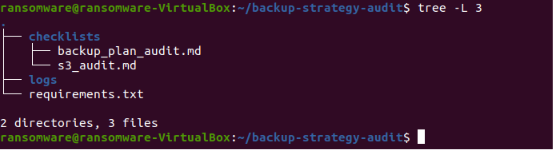 ransomware@ransomware-VirtualBox:~/backup-strategy-audit$ tree -L 3
.
├── checklists
│   ├── backup_plan_audit.md
│   └── s3_audit.md
├── logs
└── requirements.txt
2 directories, 3 files
ransomware@ransomware-VirtualBox:~/backup-strategy-audit$